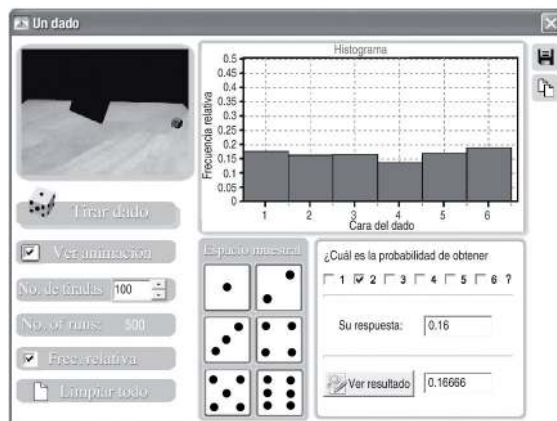 Un dado
Histograma
Frecuencia relativa
0.5
0.45
0.4
0.35
0.3
0.25
0.2
0.15
0.1
0.05
0
1 2 3 4 5 6
Cara del dado
Tirar dado
Ver animación
No. de tiradas 100
No. of runs: 500
Frec. relativa
Limpiar todo
Espacio muestral
¿Cuál es la probabilidad de obtener
1 2 3 4 5 6 ?
Su respuesta: 0.16
Ver resultado 0.16666